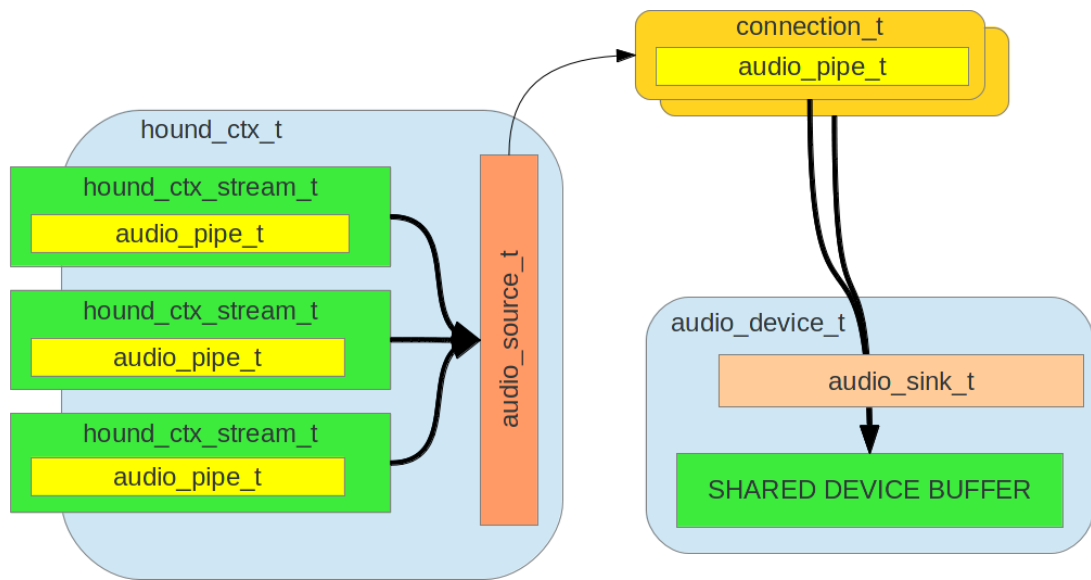 connection_t
audio_pipe_t
hound_ctx_t
hound_ctx_stream_t
audio_pipe_t
hound_ctx_stream_t
audio_pipe_t
hound_ctx_stream_t
audio_pipe_t
audio_source_t
audio_device_t
audio_sink_t
SHARED DEVICE BUFFER